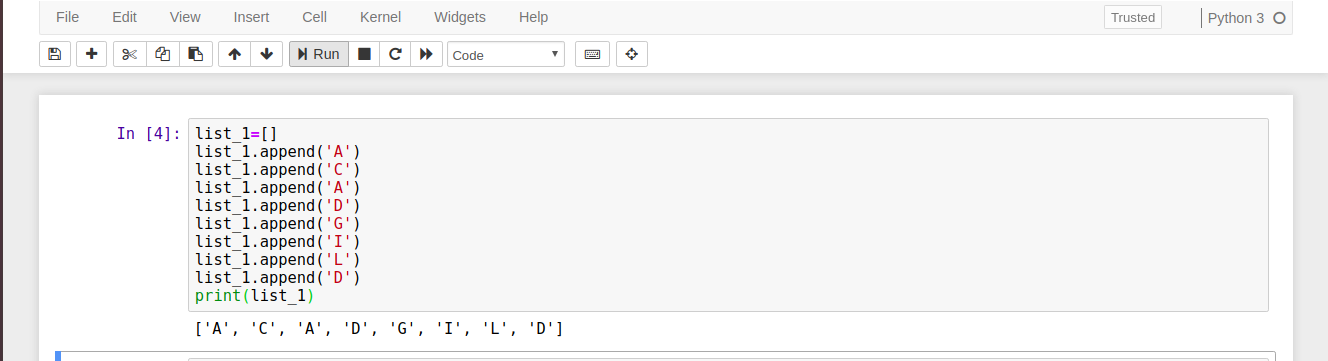 File Edit View Insert Cell Kernel Widgets Help Trusted Python 3
Run Code
In [4]: list_1=[]
list_1.append('A')
list_1.append('C')
list_1.append('A')
list_1.append('D')
list_1.append('G')
list_1.append('I')
list_1.append('L')
list_1.append('D')
print(list_1)
['A', 'C', 'A', 'D', 'G', 'I', 'L', 'D']